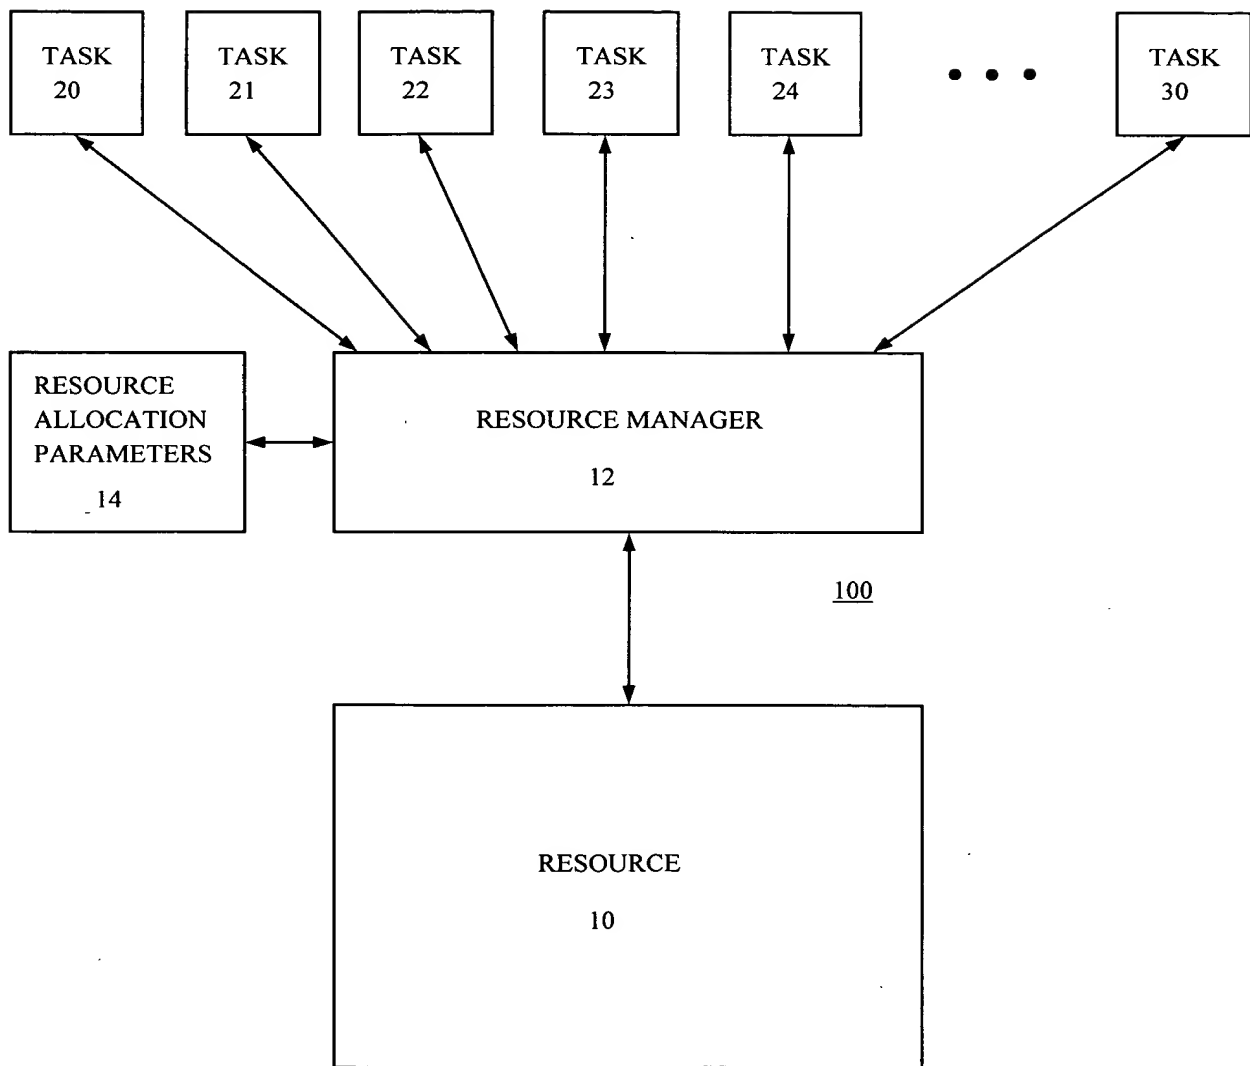 TASK
20
TASK
21
TASK
22
TASK
23
TASK
24
TASK
30
RESOURCE
ALLOCATION
PARAMETERS
14
RESOURCE MANAGER
12
100
RESOURCE
10